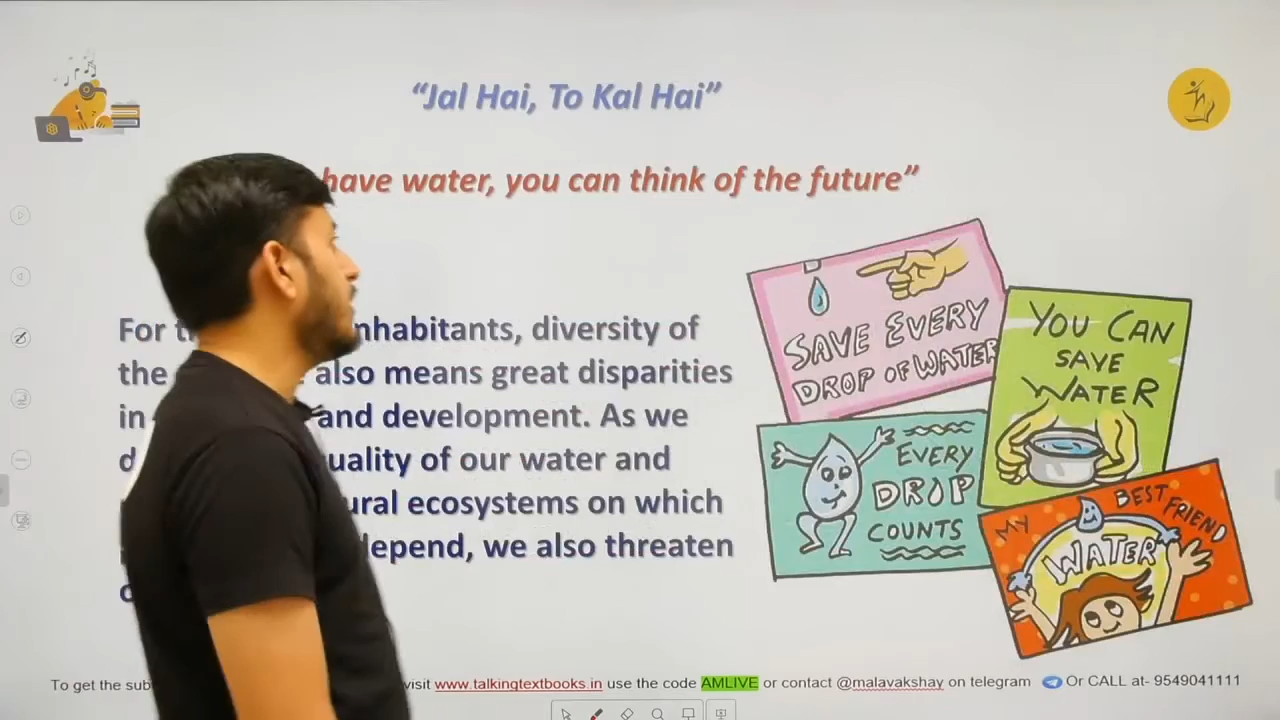 “Jal Hai, To Kal Hai”
have water, you can think of the future”
For nhabitants, diversity of
the also means great disparities
in and development. As we
d uality of our water and
ural ecosystems on which
depend, we also threaten
SAVE EVERY
DROP OF WATER
YOU CAN
SAVE
WATER
EVERY
DROP
COUNTS
MY BEST FRIEND
WATER
To get the sub visit www.talkingtextbooks.in use the code AMLIVE or contact @malavakshay on telegram Or CALL at- 9549041111